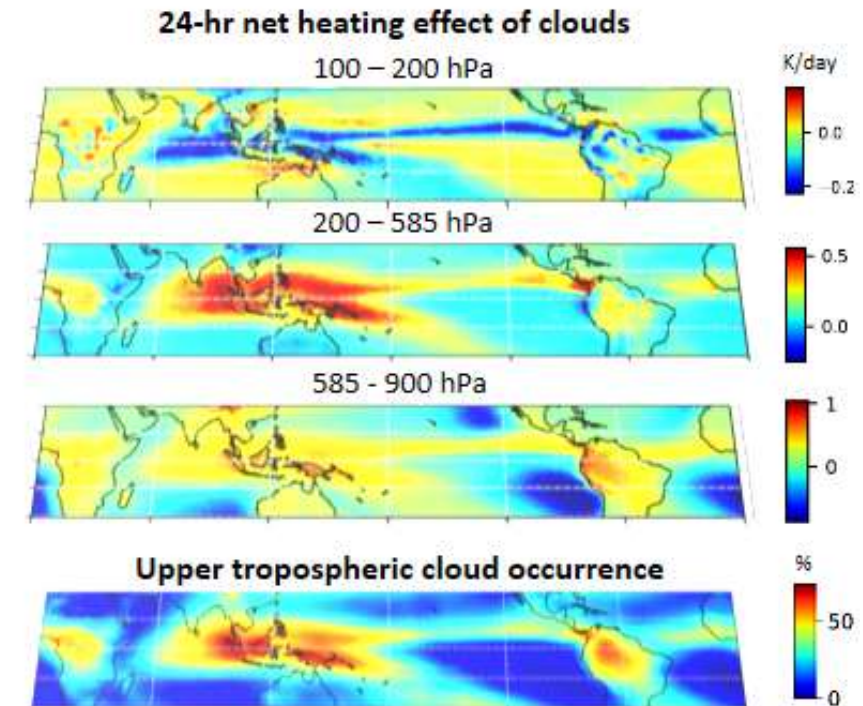 24-hr net heating effect of clouds
100 – 200 hPa
K/day
0.0
−0.2
200 – 585 hPa
0.5
0.0
585 - 900 hPa
1
0
Upper tropospheric cloud occurrence
%
50
0